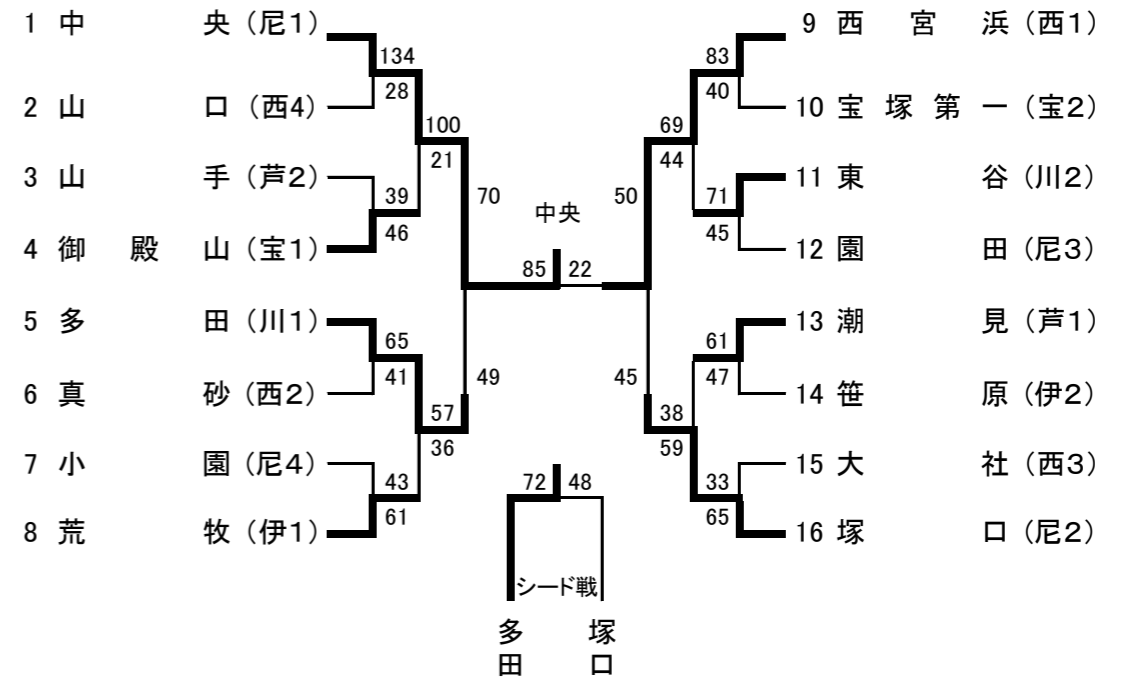 1 中央(尼1)
134
28
2 山口(西4)
100
21
3 山手(芦2)
39
46
4 御殿山(宝1)
70
5 多田(川1)
65
41
6 真砂(西2)
49
57
36
7 小園(尼4)
43
61
8 荒牧(伊1)
中央
85 22
9 西宮浜(西1)
83
40
10 宝塚第一(宝2)
69
44
11 東谷(川2)
71
45
12 園田(尼3)
50
13 潮見(芦1)
61
47
14 笹原(伊2)
45
38
59
15 大社(西3)
33
65
16 塚口(尼2)
72 48
シード戦
多田
塚口